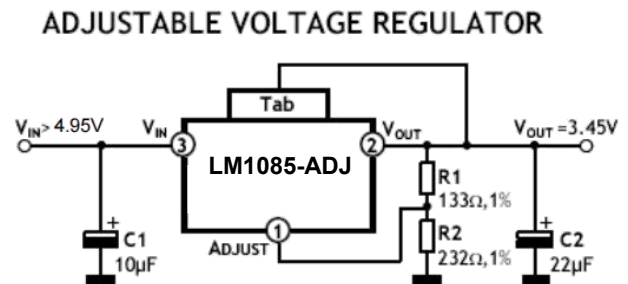 ADJUSTABLE VOLTAGE REGULATOR
Tab
VIN> 4.95V
VIN
VOUT
VOUT =3.45V
3
LM1085-ADJ
2
R1
133Ω,1%
1
ADJUST
+
C1
10µF
R2
232Ω,1%
+
C2
22µF